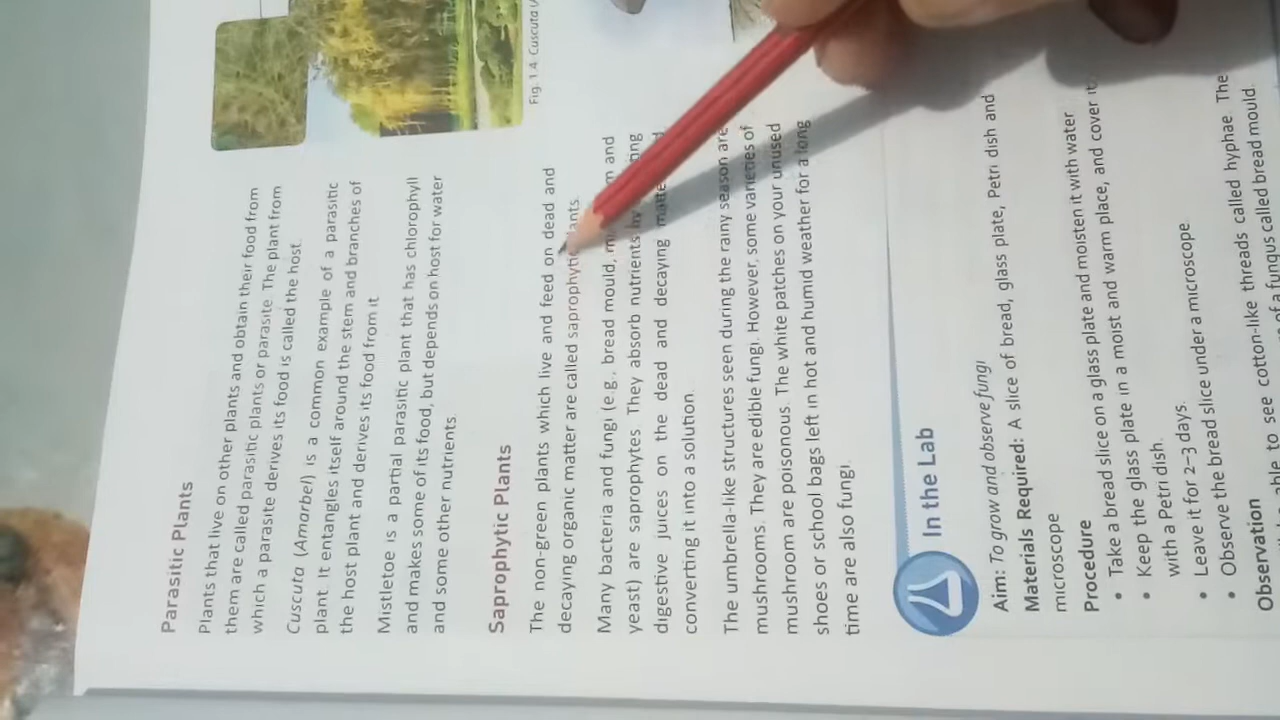 Parasitic Plants
Plants that live on other plants and obtain their food from
them are called parasitic plants or parasite. The plant from
which a parasite derives its food is called the host.
Cuscuta (Amarbel) is a common example of a parasitic
plant. It entangles itself around the stem and branches of
the host plant and derives its food from it
Mistletoe is a partial parasitic plant that has chlorophyll
and makes some of its food, but depends on host for water
and some other nutrients.
Fig. 1.4 Cuscuta
Saprophytic Plants
The non-green plants which live and feed on dead and
decaying organic matter are called saprophytic plants.
Many bacteria and fungi (e.g., bread mould, and
yeast) are saprophytes They absorb nutrients by
digestive juices on the dead and decaying matter
converting it into a solution.
The umbrella-like structures seen during the rainy season are
mushrooms. They are edible fungi. However, some varieties of
mushroom are poisonous. The white patches on your unused
shoes or school bags left in hot and humid weather for a long
time are also fungi.
In the Lab
Aim: To grow and observe fungi
Materials Required: A slice of bread, glass plate, Petri dish and
microscope
Procedure
• Take a bread slice on a glass plate and moisten it with water
• Keep the glass plate in a moist and warm place, and cover it
with a Petri dish.
• Leave it for 2–3 days.
• Observe the bread slice under a microscope
Observation
able to see cotton-like threads called hyphae. The
of a fungus called bread mould.